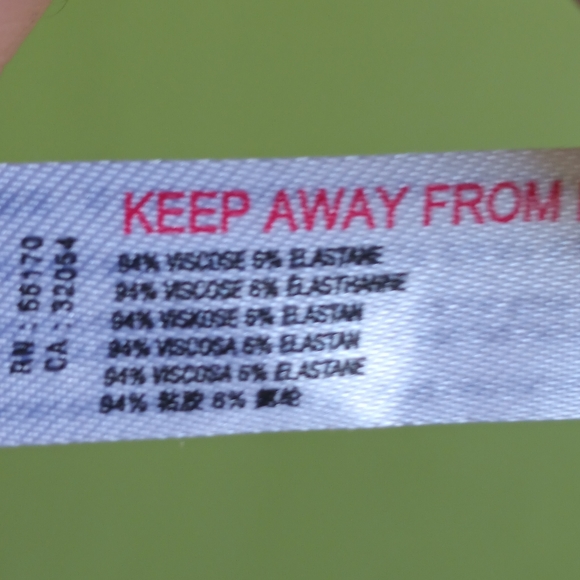 KEEP AWAY FROM
94% VISCOSE 6% ELASTANE
94% VISCOSE 6% ELASTHANNE
94% VISKOSE 6% ELASTAN
94% VISCOSA 6% ELASTAN
94% VISCOSA 6% ELASTANE
94% 粘胶 6% 氨纶
RN : 66170
CA : 32054